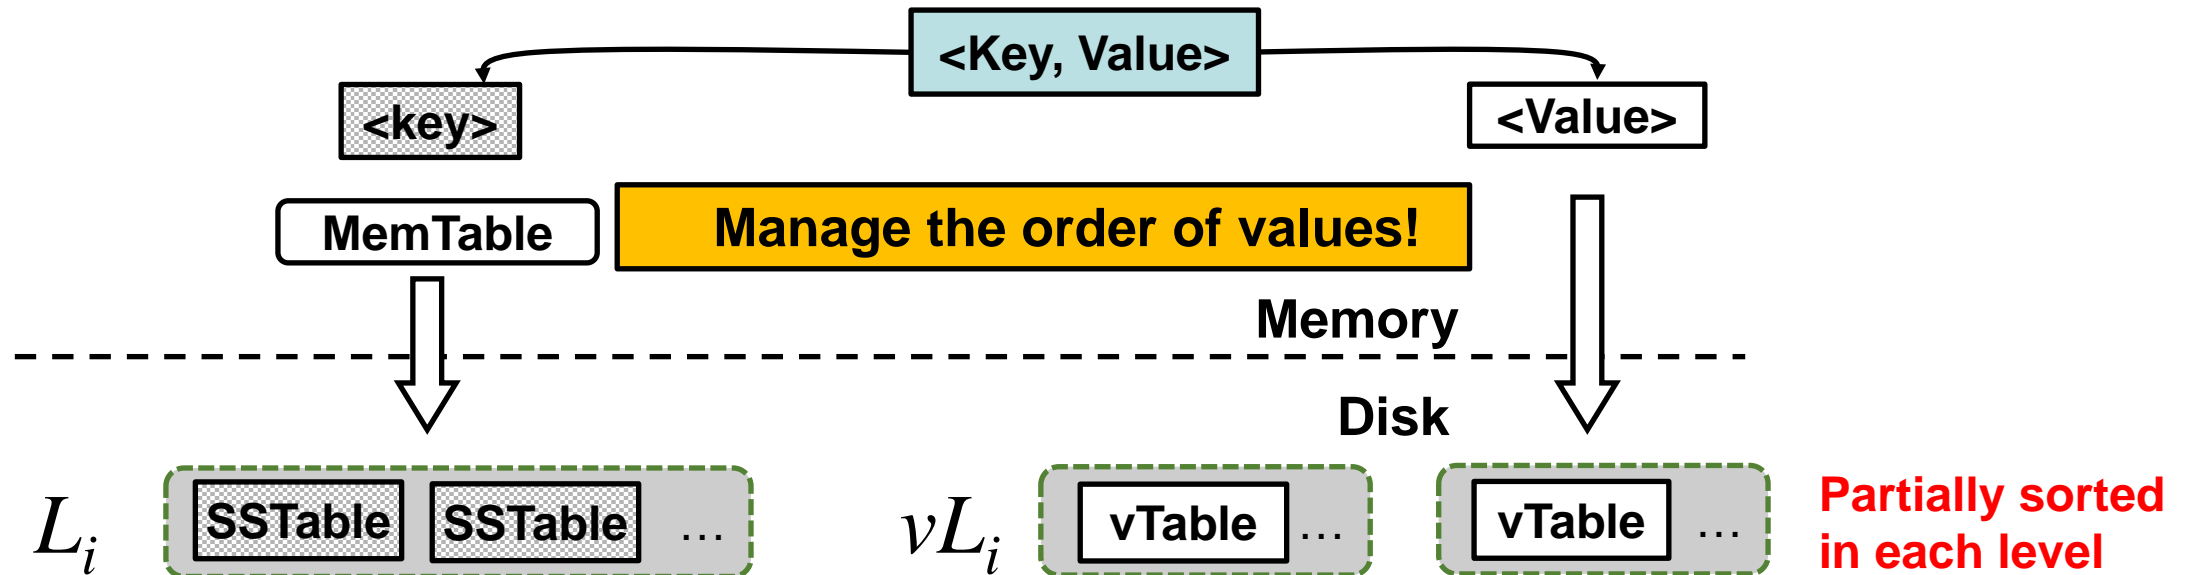 <Key, Value>
<key>
<Value>
MemTable
Manage the order of values!
Memory
Disk
Lᵢ
SSTable
SSTable
...
vLᵢ
vTable
...
vTable
...
Partially sorted
in each level